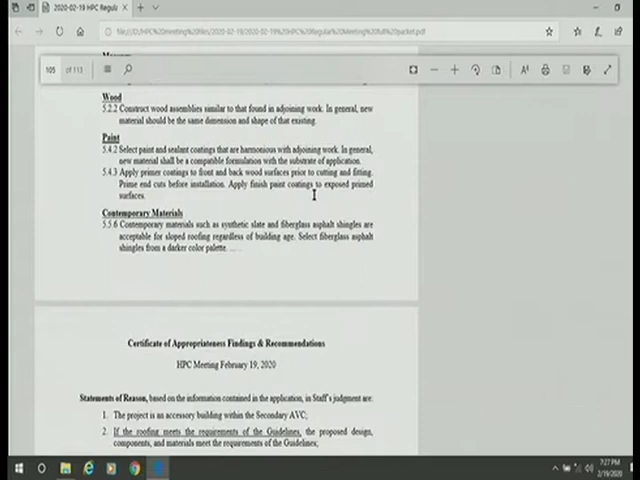 2020-02-19 HPC Regul
file:///D:/HPC%20meeting%20files/2020-02-19/2020-02-19%20HPC%20Regular%20Meeting%20full%20packet.pdf
105 of 113
Wood
5.2.2 Construct wood assemblies similar to that found in adjoining work. In general, new
material should be the same dimension and shape of that existing.
Paint
5.4.2 Select paint and sealant coatings that are harmonious with adjoining work. In general,
new material shall be a compatible formulation with the substrate of application.
5.4.3 Apply primer coatings to front and back wood surfaces prior to cutting and fitting.
Prime end cuts before installation. Apply finish paint coatings to exposed primed
surfaces.
Contemporary Materials
5.5.6 Contemporary materials such as synthetic slate and fiberglass asphalt shingles are
acceptable for sloped roofing regardless of building age. Select fiberglass asphalt
shingles from a darker color palette. ....
Certificate of Appropriateness Findings & Recommendations
HPC Meeting February 19, 2020
Statements of Reason, based on the information contained in the application, in Staff's judgment are:
1. The project is an accessory building within the Secondary AVC;
2. If the roofing meets the requirements of the Guidelines, the proposed design,
components, and materials meet the requirements of the Guidelines;
7:27 PM
2/19/2020